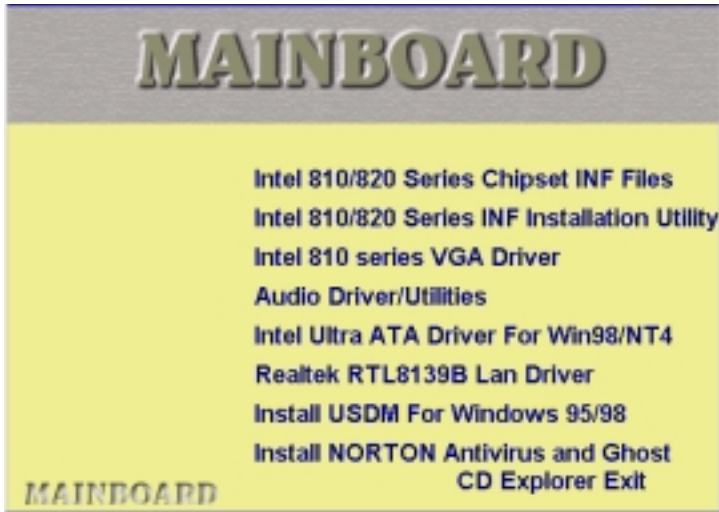 MAINBOARD
Intel 810/820 Series Chipset INF Files
Intel 810/820 Series INF Installation Utility
Intel 810 series VGA Driver
Audio Driver/Utilities
Intel Ultra ATA Driver For Win98/NT4
Realtek RTL8139B Lan Driver
Install USDM For Windows 95/98
Install NORTON Antivirus and Ghost
CD Explorer Exit
MAINBOARD